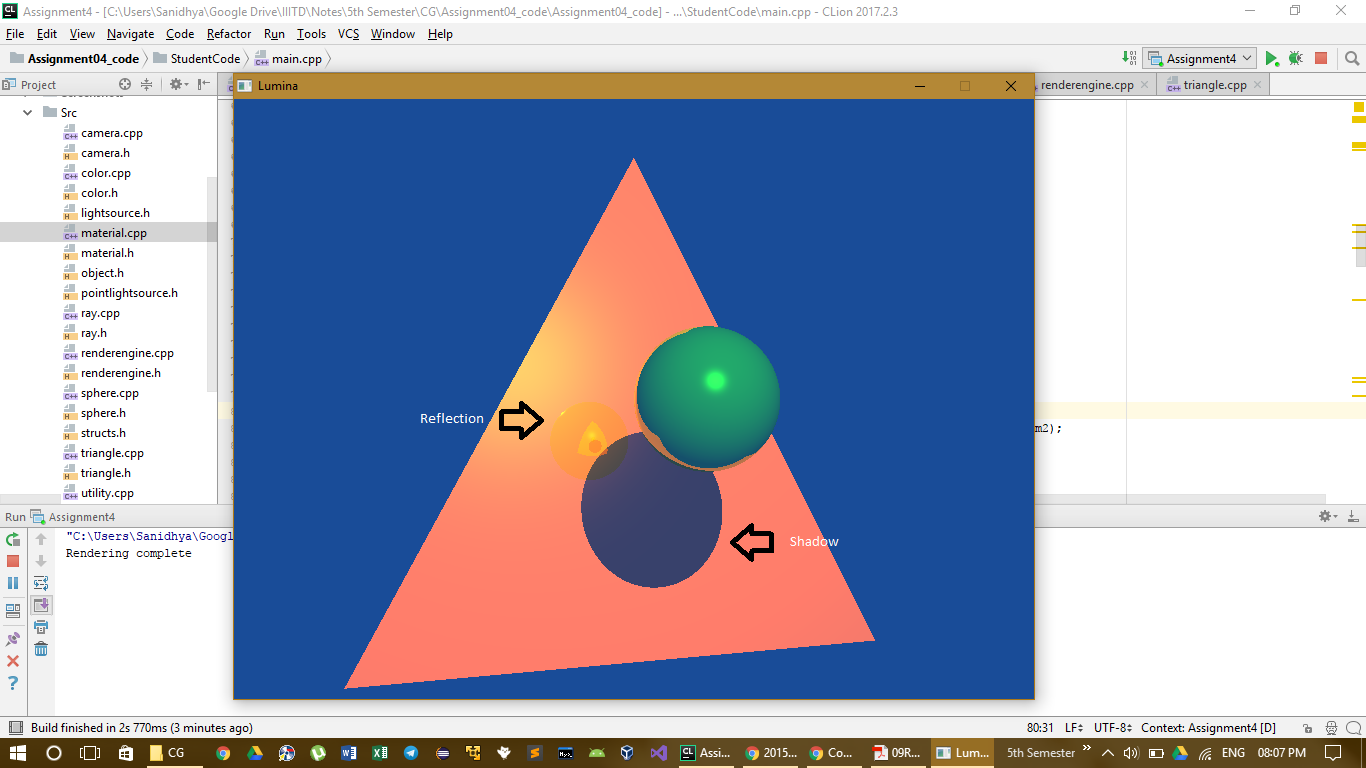 Assignment4 - [C:\Users\Sanidhya\Google Drive\IIITD\Notes\5th Semester\CG\Assignment4_code\Assignment04_code] - ...\StudentCode\main.cpp - CLion 2017.2.3
File Edit View Navigate Code Refactor Run Tools VCS Window Help
Assignment04_code StudentCode main.cpp Assignment4
Project Lumina renderengine.cpp triangle.cpp
Src
camera.cpp
camera.h
color.cpp
color.h
lightsource.h
material.cpp
material.h
object.h
pointlightsource.h
ray.cpp
ray.h
renderengine.cpp
renderengine.h
sphere.cpp
sphere.h
Reflection
structs.h
m2);
triangle.cpp
triangle.h
utility.cpp
Run Assignment4
"C:\Users\Sanidhya\Goog
Shadow
Rendering complete
Build finished in 2s 770ms (3 minutes ago) 80:31 LF UTF-8 Context: Assignment4 [D]
CG Assi... 2015... Co... 09R... Lum... 5th Semester ENG 08:07 PM